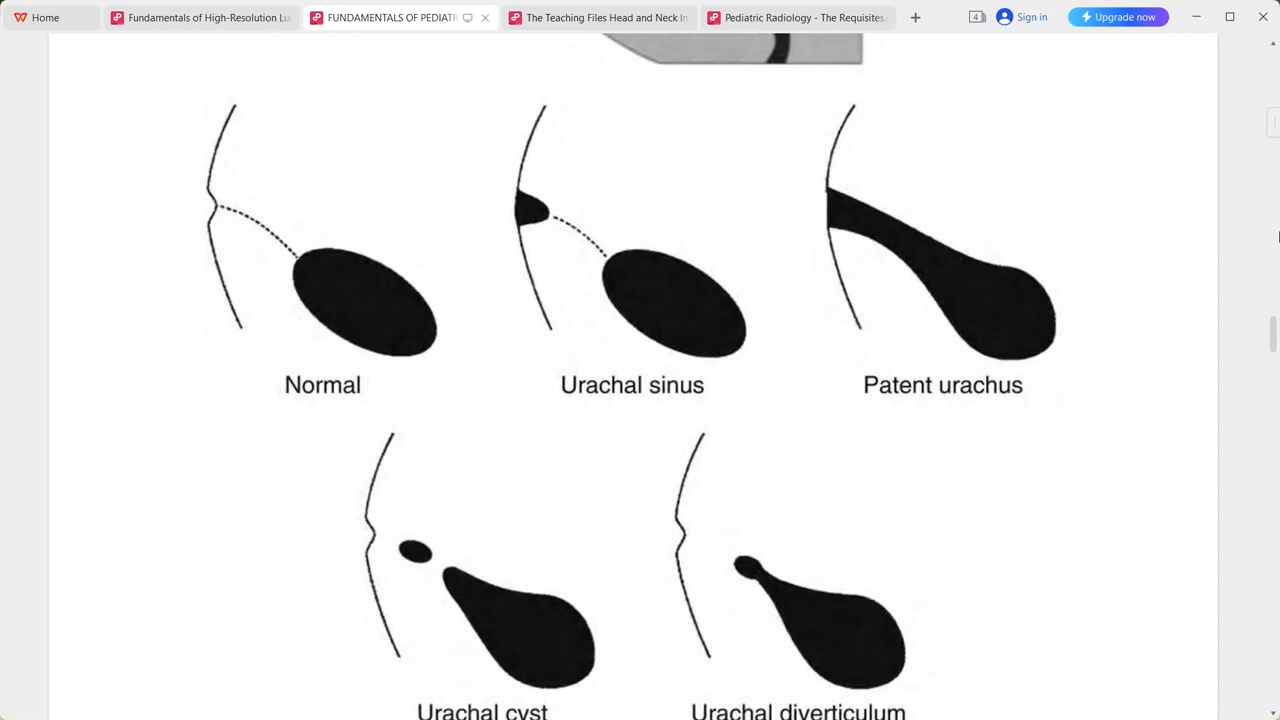 Home
Fundamentals of High-Resolution Lu
FUNDAMENTALS OF PEDIATR
The Teaching Files Head and Neck In
Pediatric Radiology - The Requisites.
4
Sign in
Upgrade now
Normal
Urachal sinus
Patent urachus
Urachal cyst
Urachal diverticulum